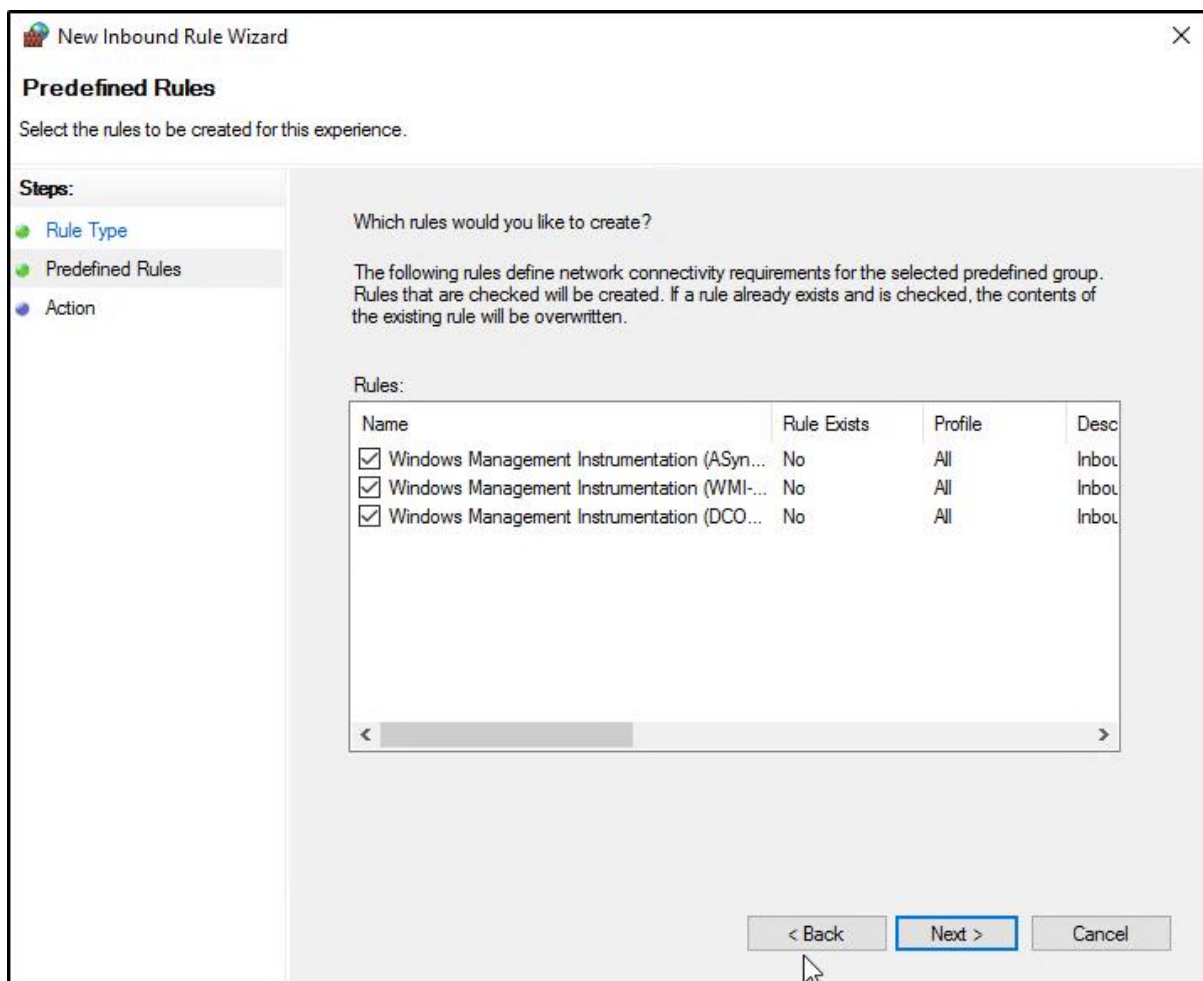 New Inbound Rule Wizard
Predefined Rules
Select the rules to be created for this experience.
Steps:
Rule Type
Predefined Rules
Action
Which rules would you like to create?
The following rules define network connectivity requirements for the selected predefined group.
Rules that are checked will be created. If a rule already exists and is checked, the contents of
the existing rule will be overwritten.
Rules:
Name Rule Exists Profile Desc
Windows Management Instrumentation (ASyn... No All Inbou
Windows Management Instrumentation (WMI-... No All Inbou
Windows Management Instrumentation (DCO... No All Inbou
< Back Next > Cancel